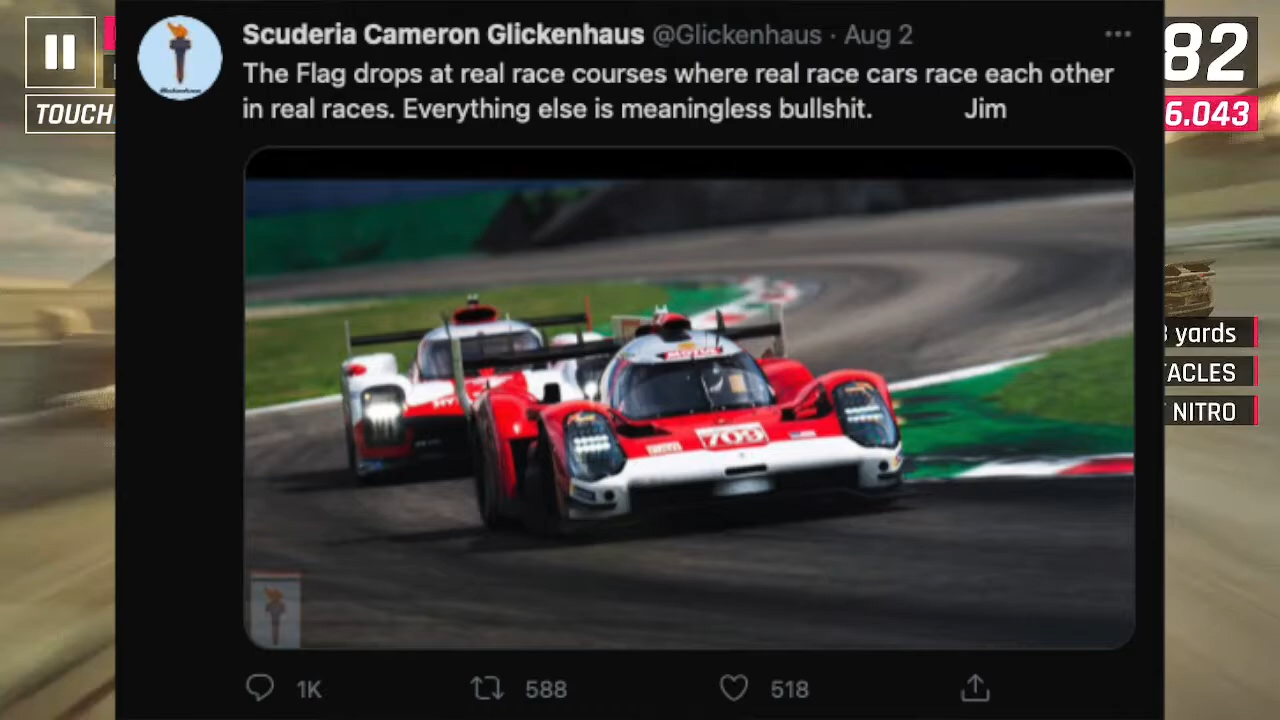 Scuderia Cameron Glickenhaus @Glickenhaus · Aug 2
The Flag drops at real race courses where real race cars race each other
in real races. Everything else is meaningless bullshit. Jim
82
TOUCH
6.043
MOTUL
709
yards
TACLES
NITRO
1K 588 518